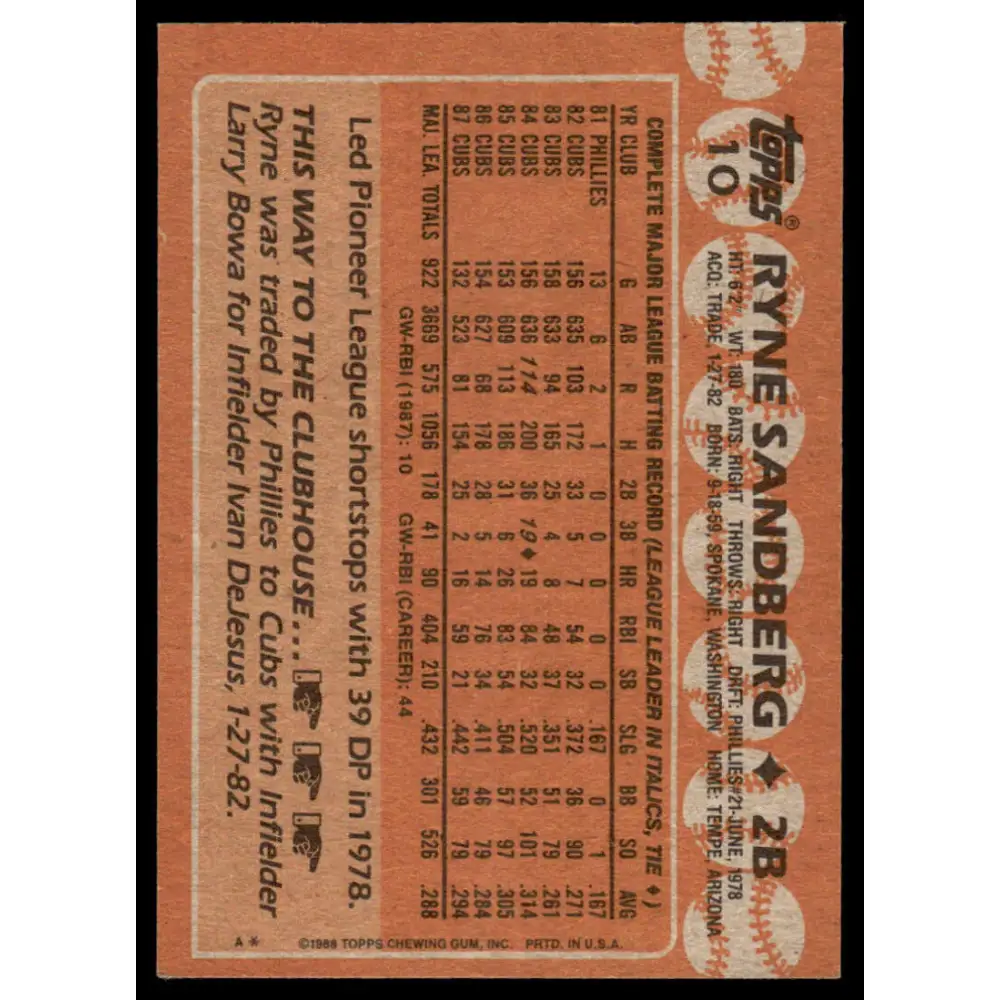 Topps®
10
RYNE SANDBERG ♦ 2B
HT: 6'2" WT: 180 BATS: RIGHT THROWS: RIGHT DRFT: PHILLIES #21-JUNE, 1978
ACQ: TRADE, 1-27-82 BORN: 9-18-59, SPOKANE, WASHINGTON HOME: TEMPE, ARIZONA
COMPLETE MAJOR LEAGUE BATTING RECORD (LEAGUE LEADER IN ITALICS, TIE ♦)
YR CLUB G AB R H 2B 3B HR RBI SB SLG BB SO AVG
81 PHILLIES 13 6 2 1 0 0 0 0 0 .167 0 1 .167
82 CUBS 156 635 103 172 33 5 7 54 32 .372 36 90 .271
83 CUBS 158 633 94 165 25 4 8 48 37 .351 51 79 .261
84 CUBS 156 636 114 200 36 19♦ 19 84 32 .520 52 101 .314
85 CUBS 153 609 113 186 31 6 26 83 54 .504 57 97 .305
86 CUBS 154 627 68 178 28 5 14 76 34 .411 46 79 .284
87 CUBS 132 523 81 154 25 2 16 59 21 .442 59 79 .294
MAJ. LEA. TOTALS 922 3669 575 1056 178 41 90 404 210 .432 301 526 .288
GW-RBI (1987): 10 GW-RBI (CAREER): 44
Led Pioneer League shortstops with 39 DP in 1978.
THIS WAY TO THE CLUBHOUSE...
Ryne was traded by Phillies to Cubs with Infielder
Larry Bowa for Infielder Ivan DeJesus, 1-27-82.
©1988 TOPPS CHEWING GUM, INC. PRTD. IN U.S.A.
A*